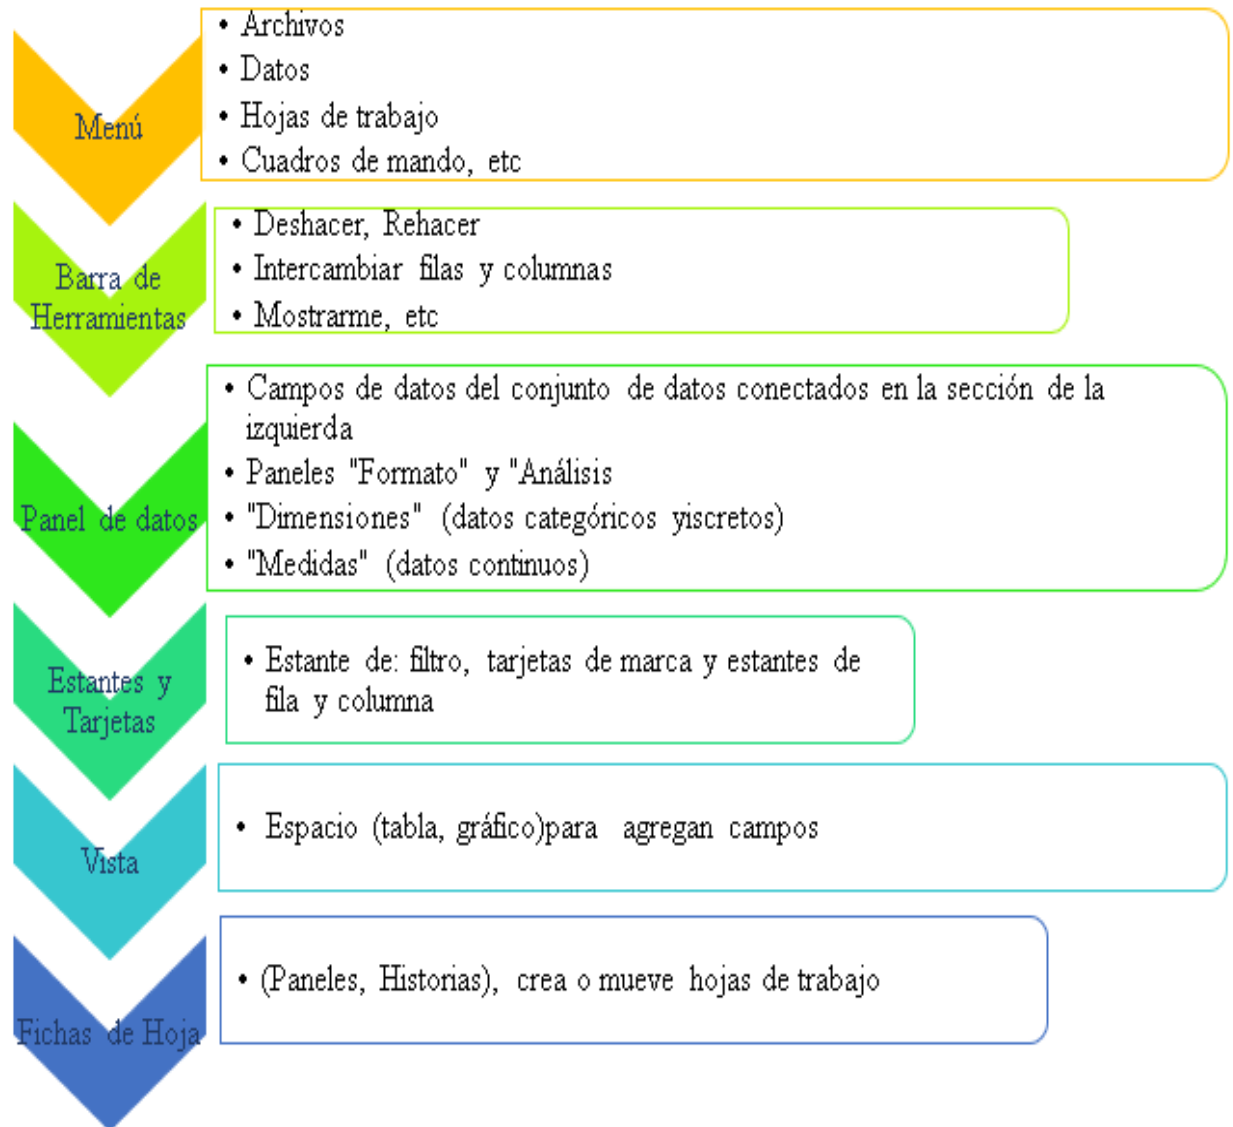 Menú
• Archivos
• Datos
• Hojas de trabajo
• Cuadros de mando, etc
Barra de
Herramientas
• Deshacer, Rehacer
• Intercambiar filas y columnas
• Mostrarme, etc
Panel de datos
• Campos de datos del conjunto de datos conectados en la sección de la
izquierda
• Paneles "Formato" y "Análisis
• "Dimensiones" (datos categóricos yiscretos)
• "Medidas" (datos continuos)
Estantes y
Tarjetas
• Estante de: filtro, tarjetas de marca y estantes de
fila y columna
Vista
• Espacio (tabla, gráfico)para agregan campos
Fichas de Hoja
• (Paneles, Historias), crea o mueve hojas de trabajo